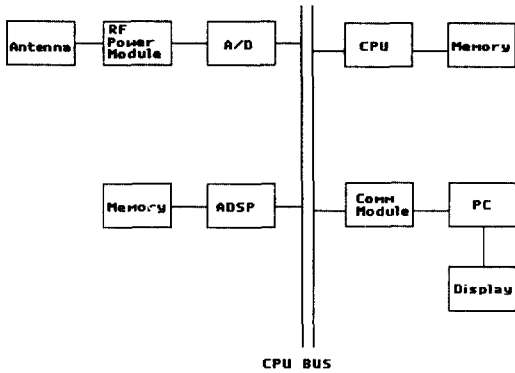 Antenna
RF
Power
Module
A/D
CPU
Memory
Memory
ADSP
Comm
Module
PC
Display
CPU BUS